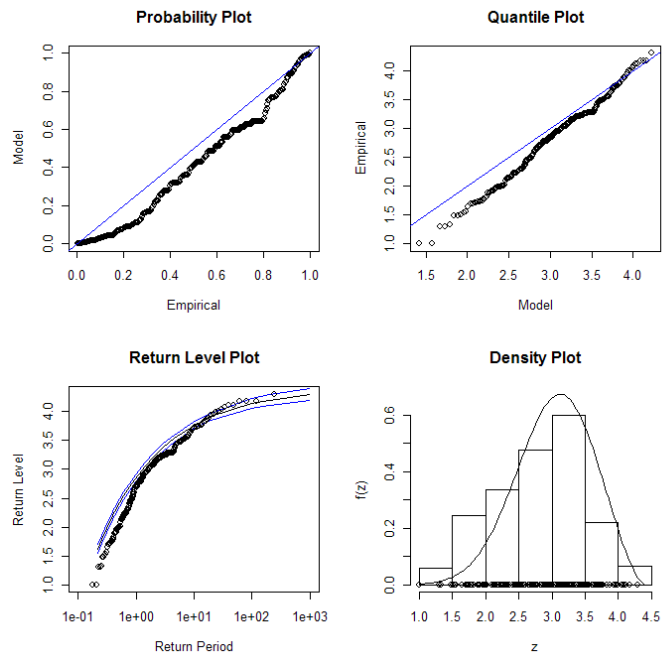 Probability Plot
Model
0.0 0.2 0.4 0.6 0.8 1.0
0.0 0.2 0.4 0.6 0.8 1.0
Empirical
Quantile Plot
Empirical
1.0 1.5 2.0 2.5 3.0 3.5 4.0
1.5 2.0 2.5 3.0 3.5 4.0
Model
Return Level Plot
Return Level
1.0 1.5 2.0 2.5 3.0 3.5 4.0
1e-01 1e+00 1e+01 1e+02 1e+03
Return Period
Density Plot
f(z)
0.0 0.2 0.4 0.6
1.0 1.5 2.0 2.5 3.0 3.5 4.0 4.5
z